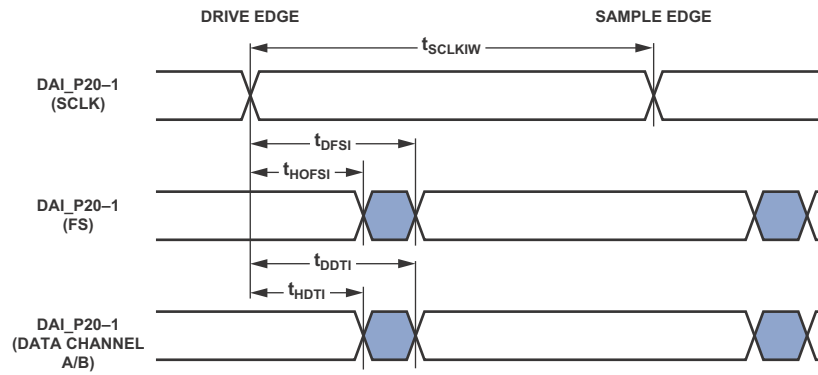 DRIVE EDGE
SAMPLE EDGE
tSCLKIW
DAI_P20–1
(SCLK)
tDFSI
tHOFSI
DAI_P20–1
(FS)
tDDTI
tHDTI
DAI_P20–1
(DATA CHANNEL
A/B)